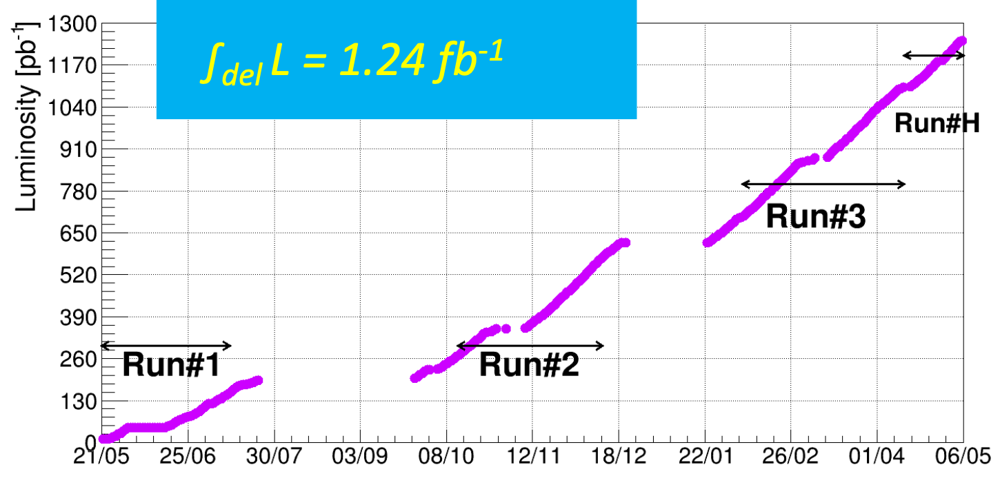 ∫del L = 1.24 fb-1
Luminosity [pb-1]
1300
1170
1040
910
780
650
520
390
260
130
0
Run#H
Run#3
Run#1
Run#2
21/05 25/06 30/07 03/09 08/10 12/11 18/12 22/01 26/02 01/04 06/05